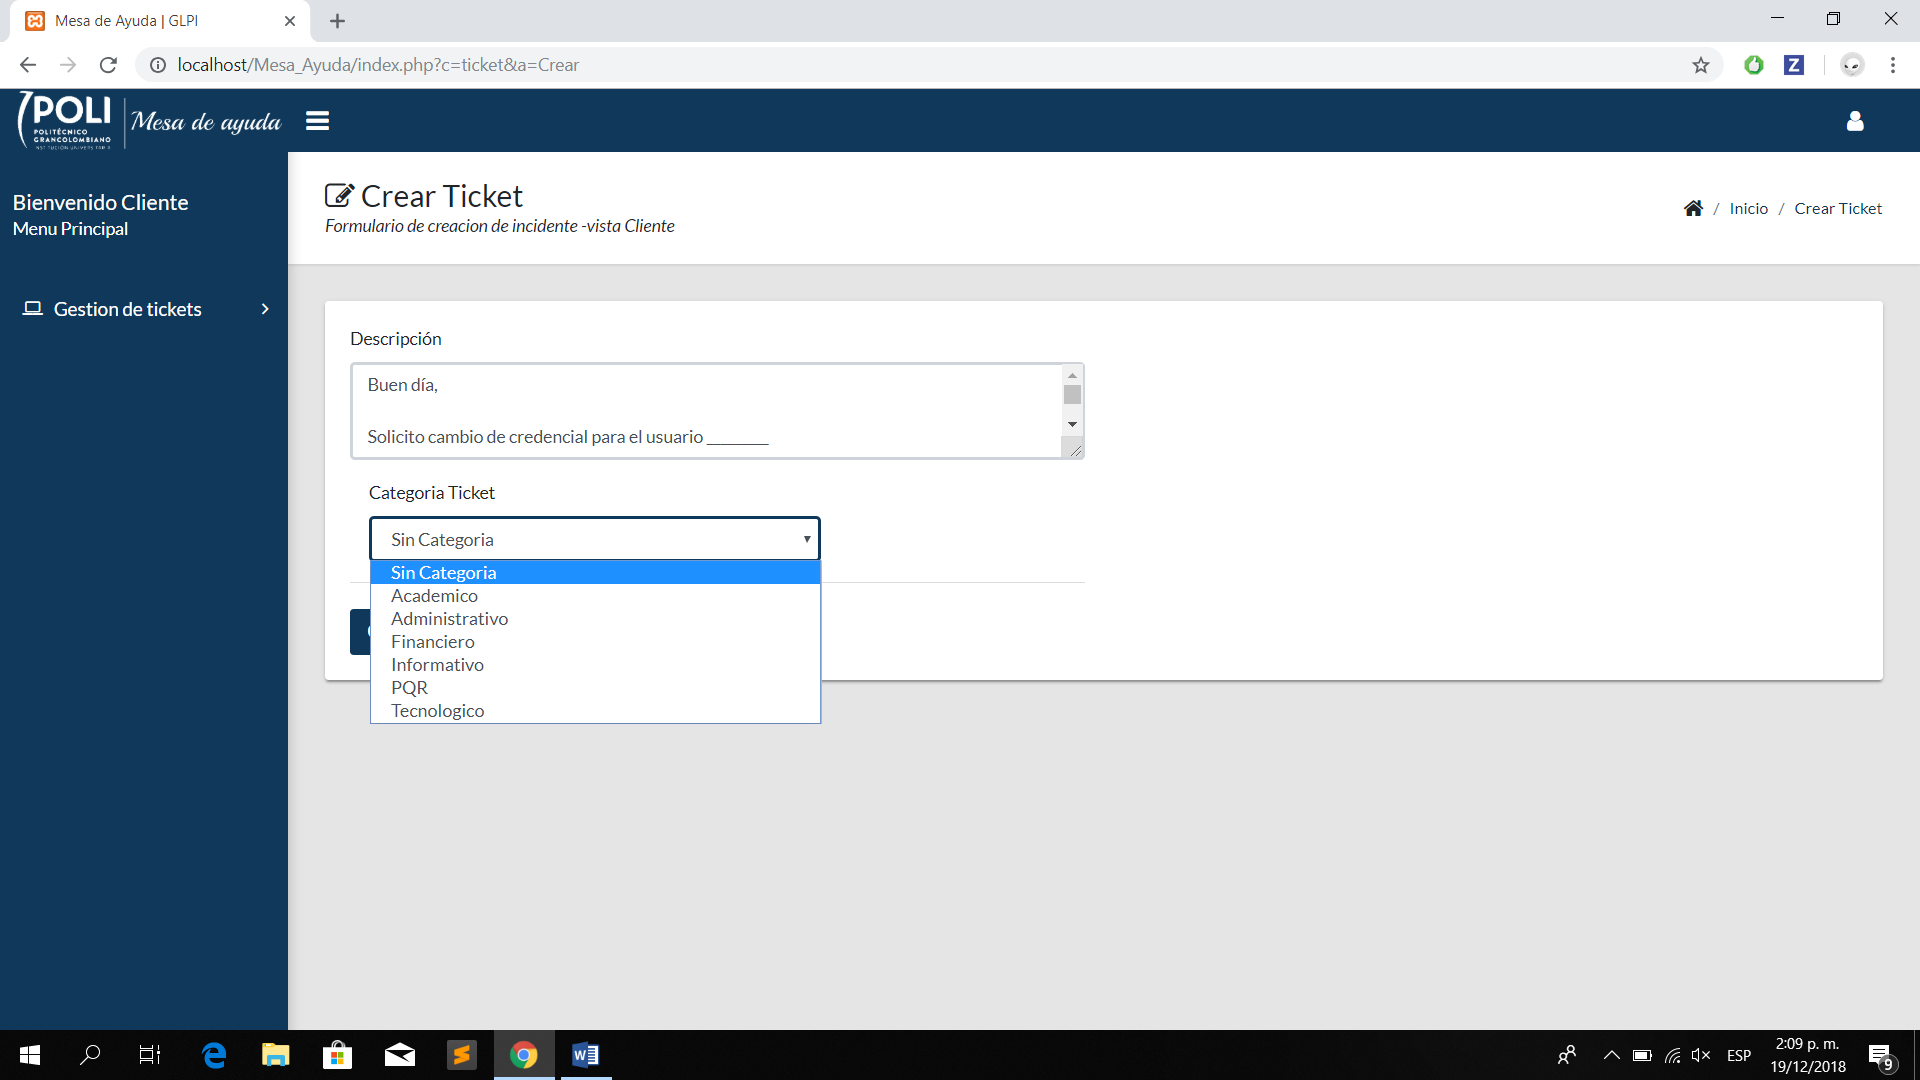 Mesa de Ayuda | GLPI
localhost/Mesa_Ayuda/index.php?c=ticket&a=Crear
POLI
POLITÉCNICO
GRANCOLOMBIANO
Mesa de ayuda
Bienvenido Cliente
Menu Principal
Gestion de tickets
Crear Ticket
Formulario de creacion de incidente -vista Cliente
/ Inicio / Crear Ticket
Descripción
Buen día,
Solicito cambio de credencial para el usuario ________
Categoria Ticket
Sin Categoria
Sin Categoria
Academico
Administrativo
Financiero
Informativo
PQR
Tecnologico
ESP
2:09 p. m.
19/12/2018
9